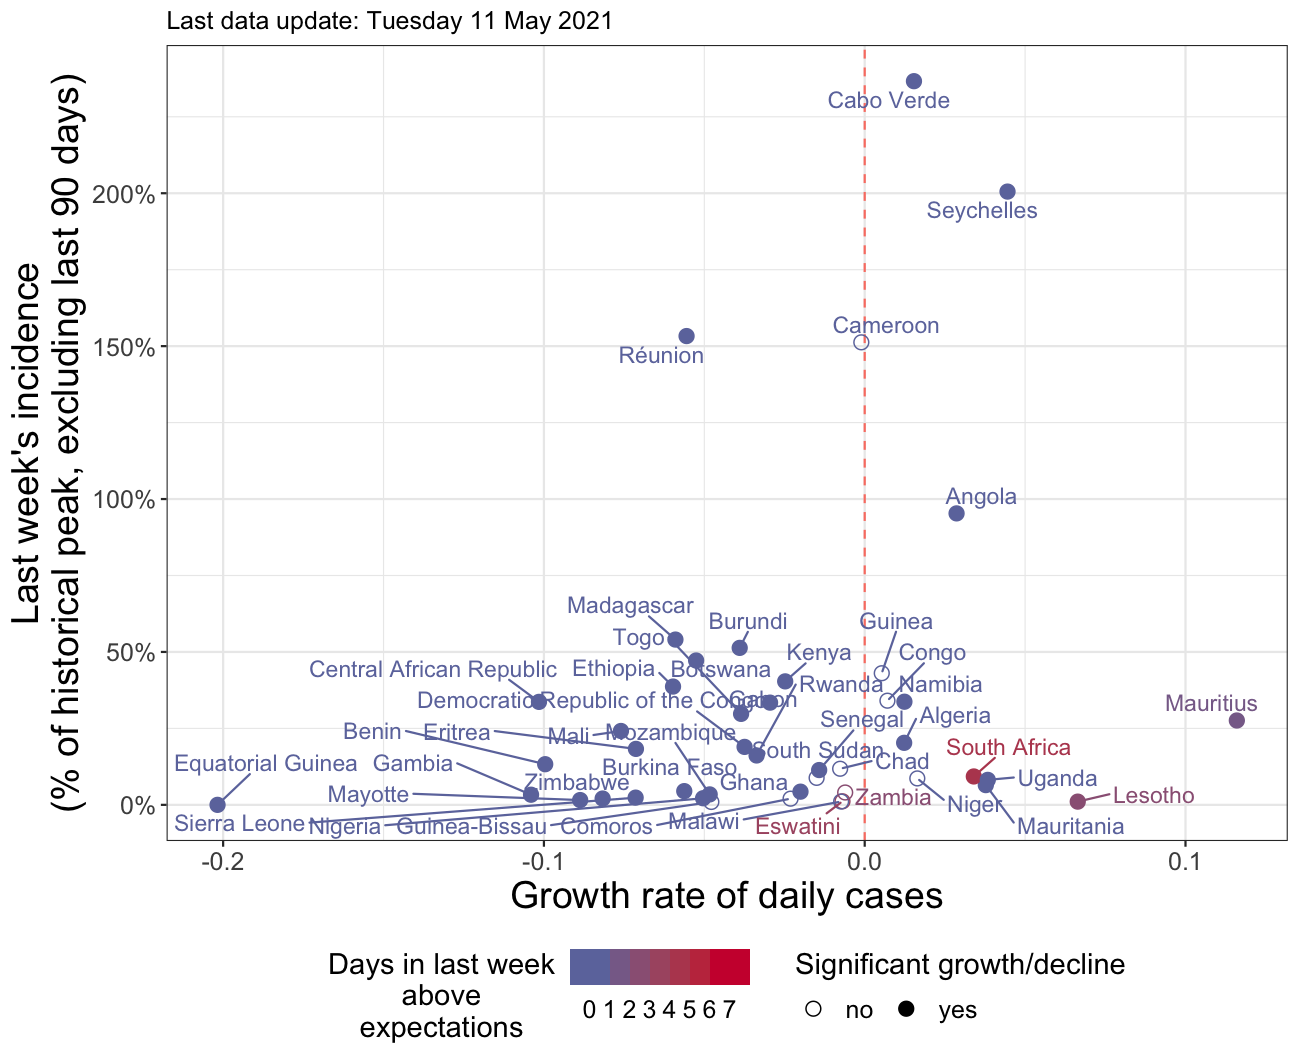 Last data update: Tuesday 11 May 2021
Last week's incidence
(% of historical peak, excluding last 90 days)
200%
150%
100%
50%
0%
Cabo Verde
Seychelles
Cameroon
Réunion
Angola
Madagascar
Burundi
Guinea
Togo
Kenya
Congo
Central African Republic
Ethiopia
Botswana
Rwanda
Namibia
Democratic Republic of the Congo
Gabon
Mauritius
Senegal
Algeria
Benin
Eritrea
Mali
Mozambique
South Sudan
South Africa
Equatorial Guinea
Gambia
Burkina Faso
Chad
Uganda
Zimbabwe
Ghana
Mayotte
Zambia
Niger
Lesotho
Sierra Leone
Nigeria
Guinea-Bissau
Comoros
Malawi
Eswatini
Mauritania
-0.2
-0.1
0.0
0.1
Growth rate of daily cases
Days in last week
above
expectations
0 1 2 3 4 5 6 7
Significant growth/decline
no
yes